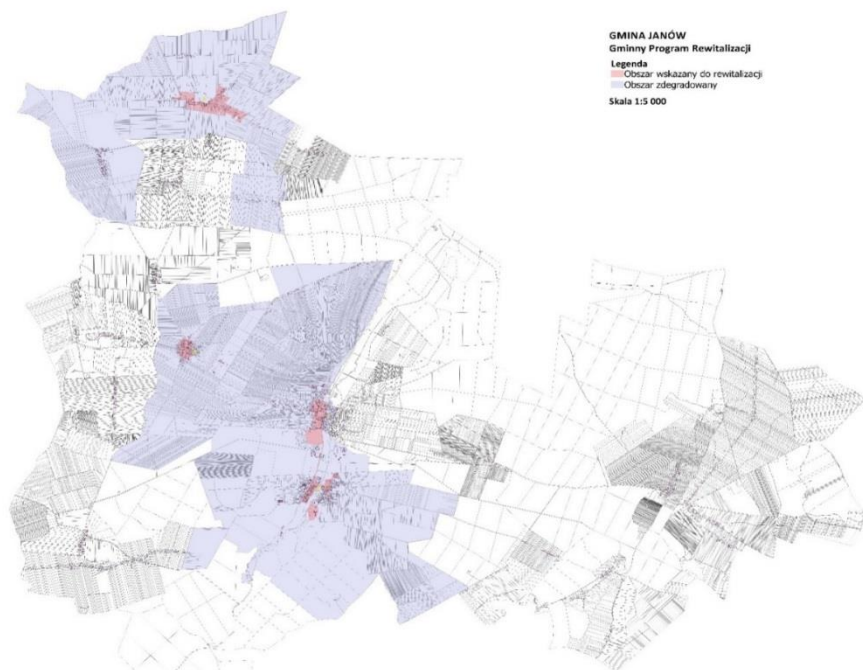 GMINA JANÓW
Gminny Program Rewitalizacji
Legenda
Obszar wskazany do rewitalizacji
Obszar zdegradowany
Skala 1:5 000